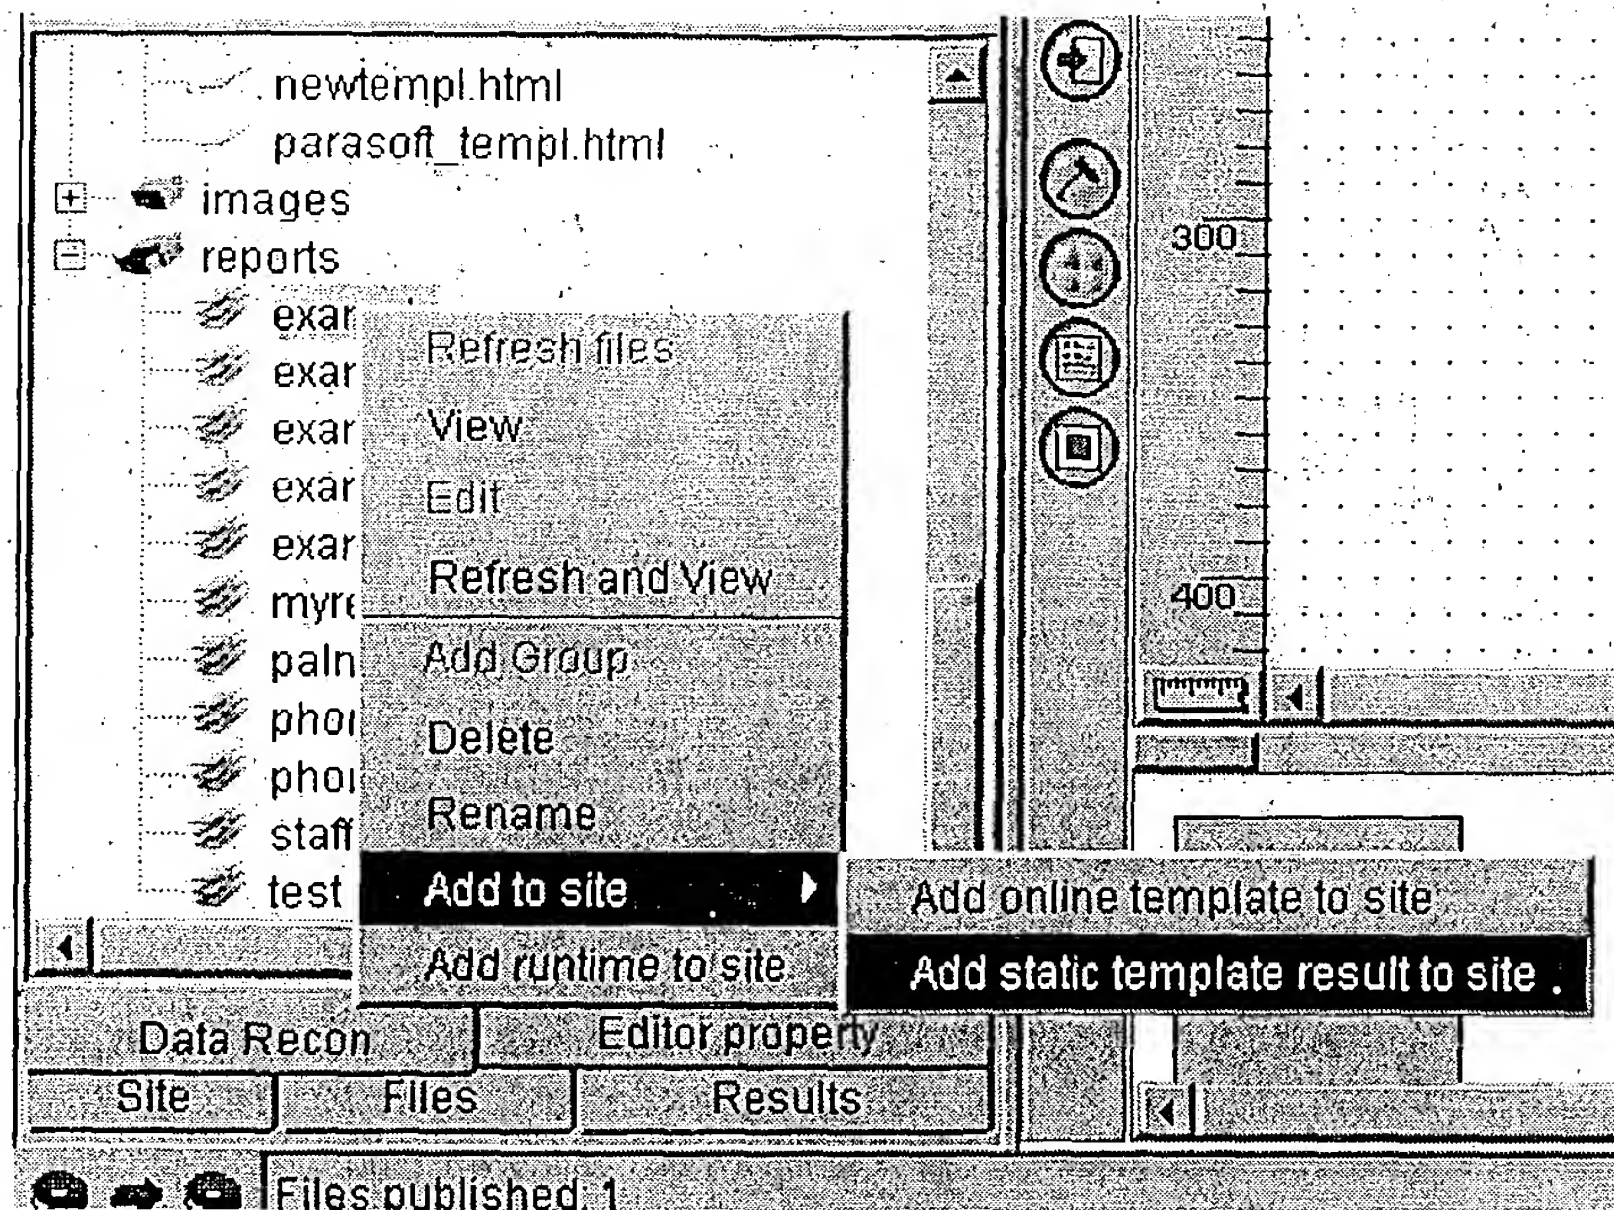 newtempl.html
parasoft_templ.html
images
reports
exar
exar
exar
exar
exar
myre
paln
phor
phoi
staff
test
Refresh files
View
Edit
Refresh and View
Add Group
Delete
Rename
Add to site
Add runtime to site
Add online template to site
Add static template result to site
300
400
Data Recon
Editor property
Site
Files
Results
Files published: 1